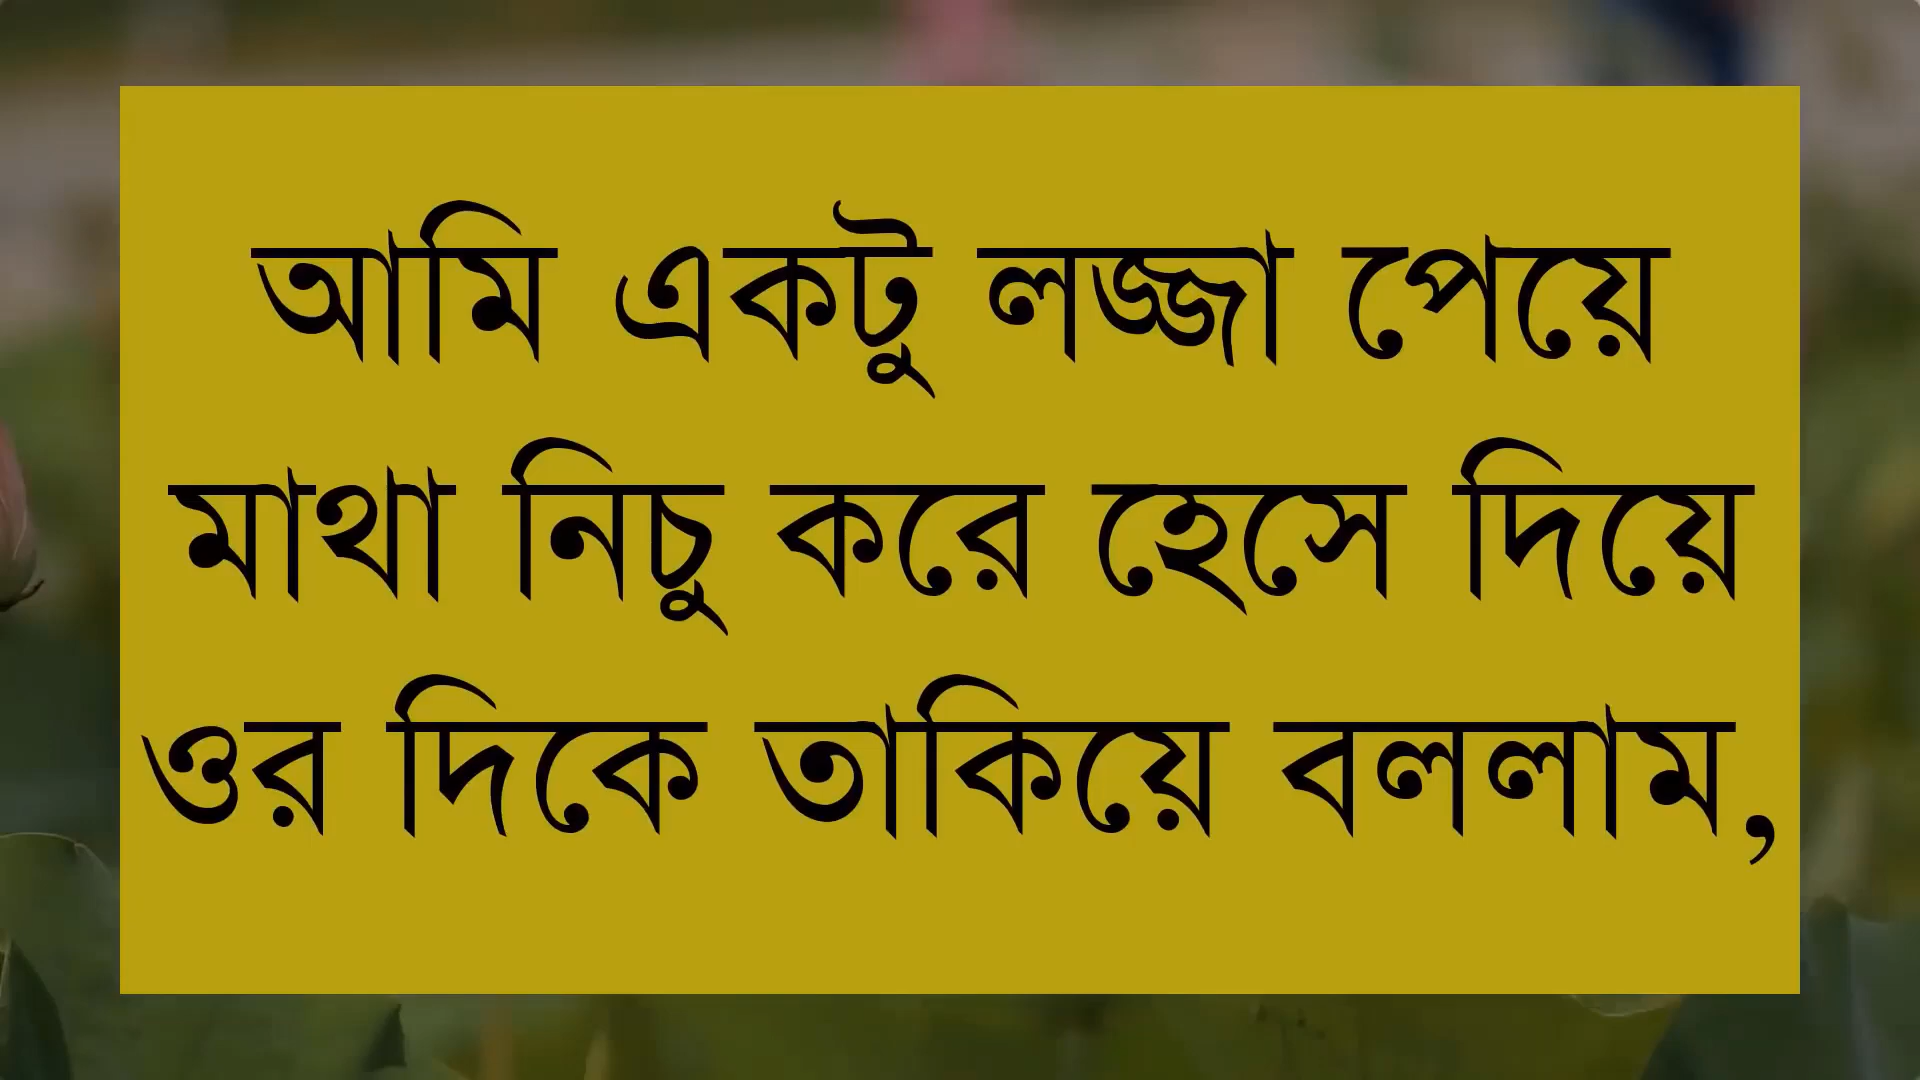 আমি একটু লজ্জা পেয়ে
মাথা নিচু করে হেসে দিয়ে
ওর দিকে তাকিয়ে বললাম,